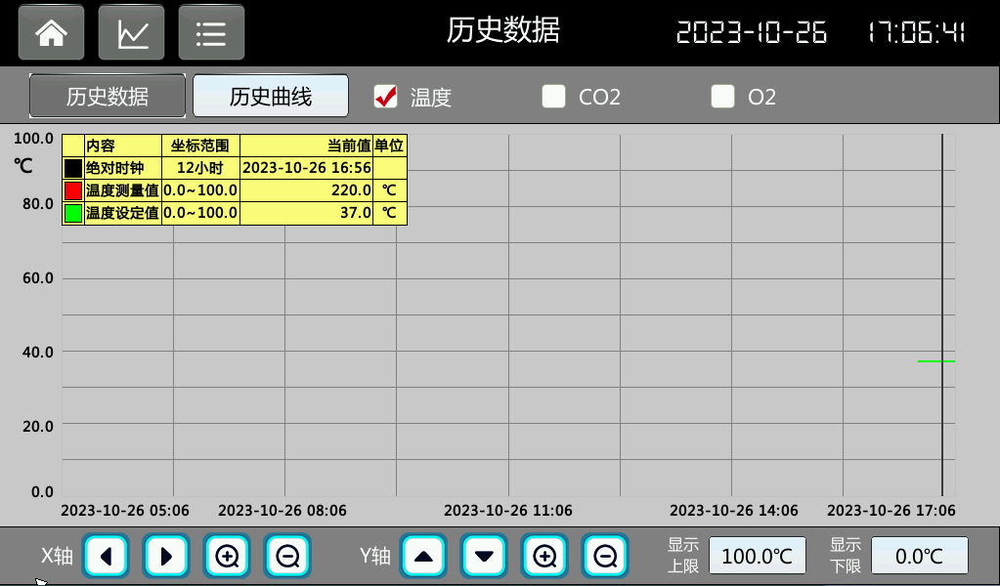 历史数据 2023-10-26 17:06:41
历史数据 历史曲线 温度 CO2 O2
100.0
℃
80.0
60.0
40.0
20.0
0.0
内容 坐标范围 当前值 单位
绝对时钟 12小时 2023-10-26 16:56
温度测量值 0.0~100.0 220.0 ℃
温度设定值 0.0~100.0 37.0 ℃
2023-10-26 05:06 2023-10-26 08:06 2023-10-26 11:06 2023-10-26 14:06 2023-10-26 17:06
X轴 Y轴 显示上限 100.0℃ 显示下限 0.0℃